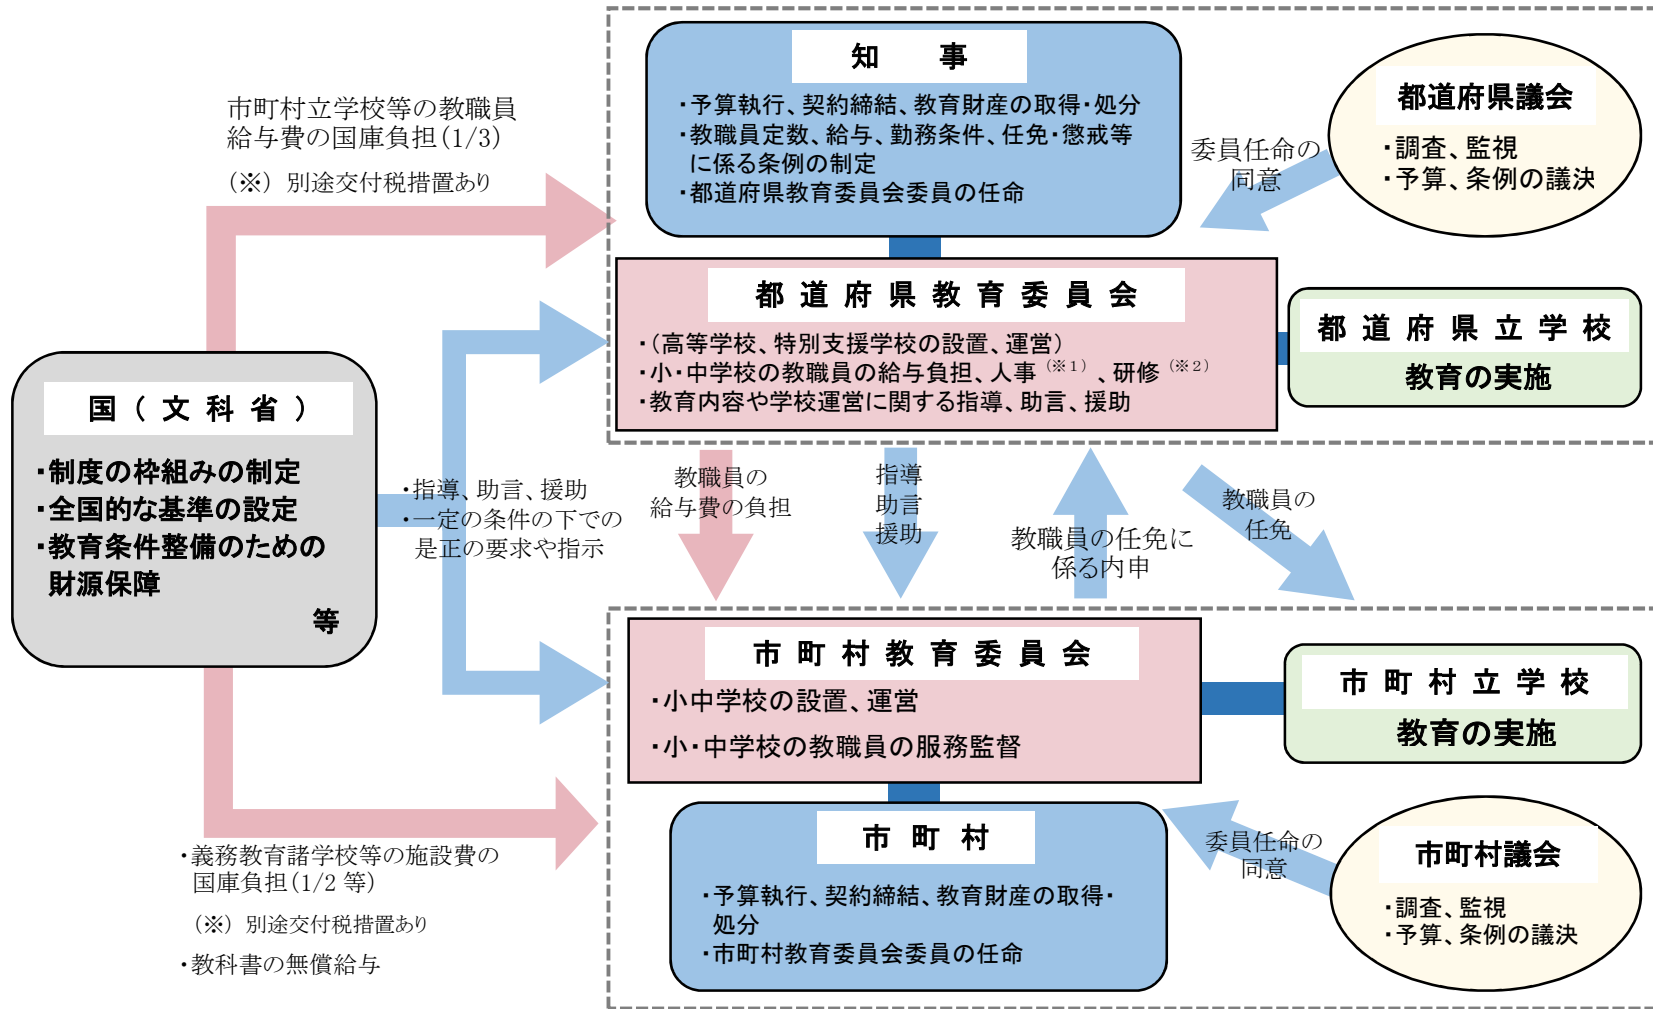 知 事
・予算執行、契約締結、教育財産の取得・処分
・教職員定数、給与、勤務条件、任免・懲戒等
に係る条例の制定
・都道府県教育委員会委員の任命
都道府県議会
・調査、監視
・予算、条例の議決
委員任命の
同意
市町村立学校等の教職員
給与費の国庫負担(1/3)
(※) 別途交付税措置あり
都道府県教育委員会
・(高等学校、特別支援学校の設置、運営)
・小・中学校の教職員の給与負担、人事(※1)、研修(※2)
・教育内容や学校運営に関する指導、助言、援助
都道府県立学校
教育の実施
国(文科省)
・制度の枠組みの制定
・全国的な基準の設定
・教育条件整備のための
財源保障
等
・指導、助言、援助
・一定の条件の下での
是正の要求や指示
教職員の
給与費の負担
指導
助言
援助
教職員の任免に
係る内申
教職員の
任免
市町村教育委員会
・小中学校の設置、運営
・小・中学校の教職員の服務監督
市町村立学校
教育の実施
市町村
・予算執行、契約締結、教育財産の取得・
処分
・市町村教育委員会委員の任命
委員任命の
同意
市町村議会
・調査、監視
・予算、条例の議決
・義務教育諸学校等の施設費の
国庫負担(1/2 等)
(※) 別途交付税措置あり
・教科書の無償給与